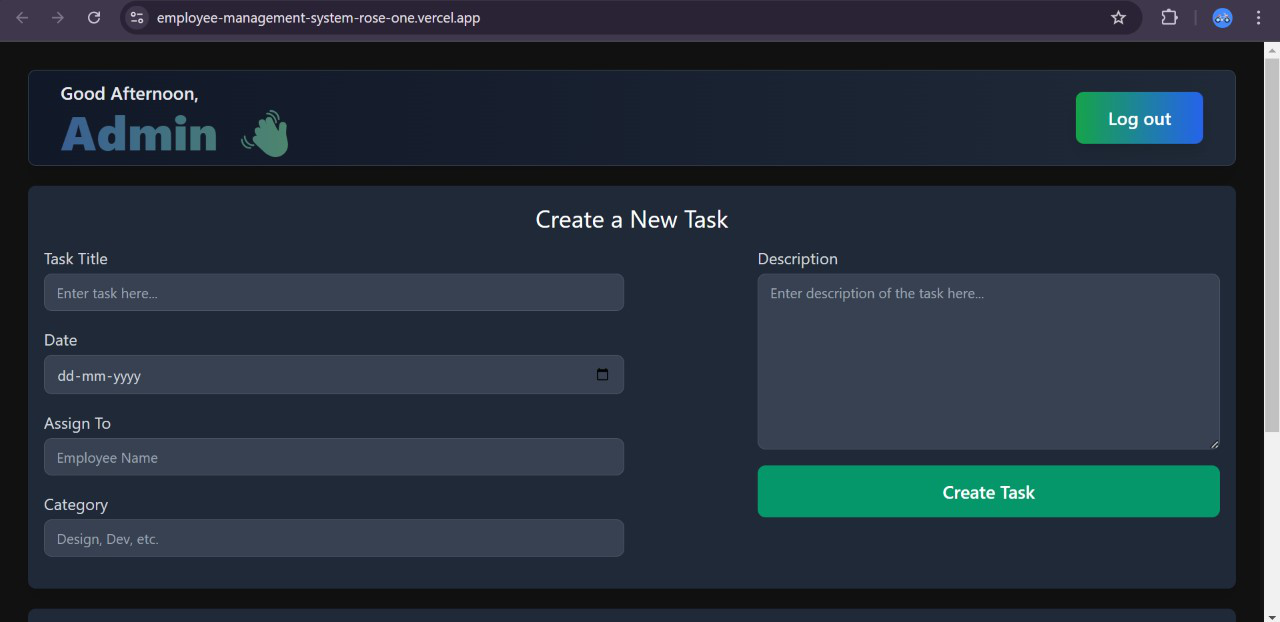 employee-management-system-rose-one.vercel.app
Good Afternoon,
Admin
Log out
Create a New Task
Task Title
Enter task here...
Date
dd-mm-yyyy
Assign To
Employee Name
Category
Design, Dev, etc.
Description
Enter description of the task here...
Create Task